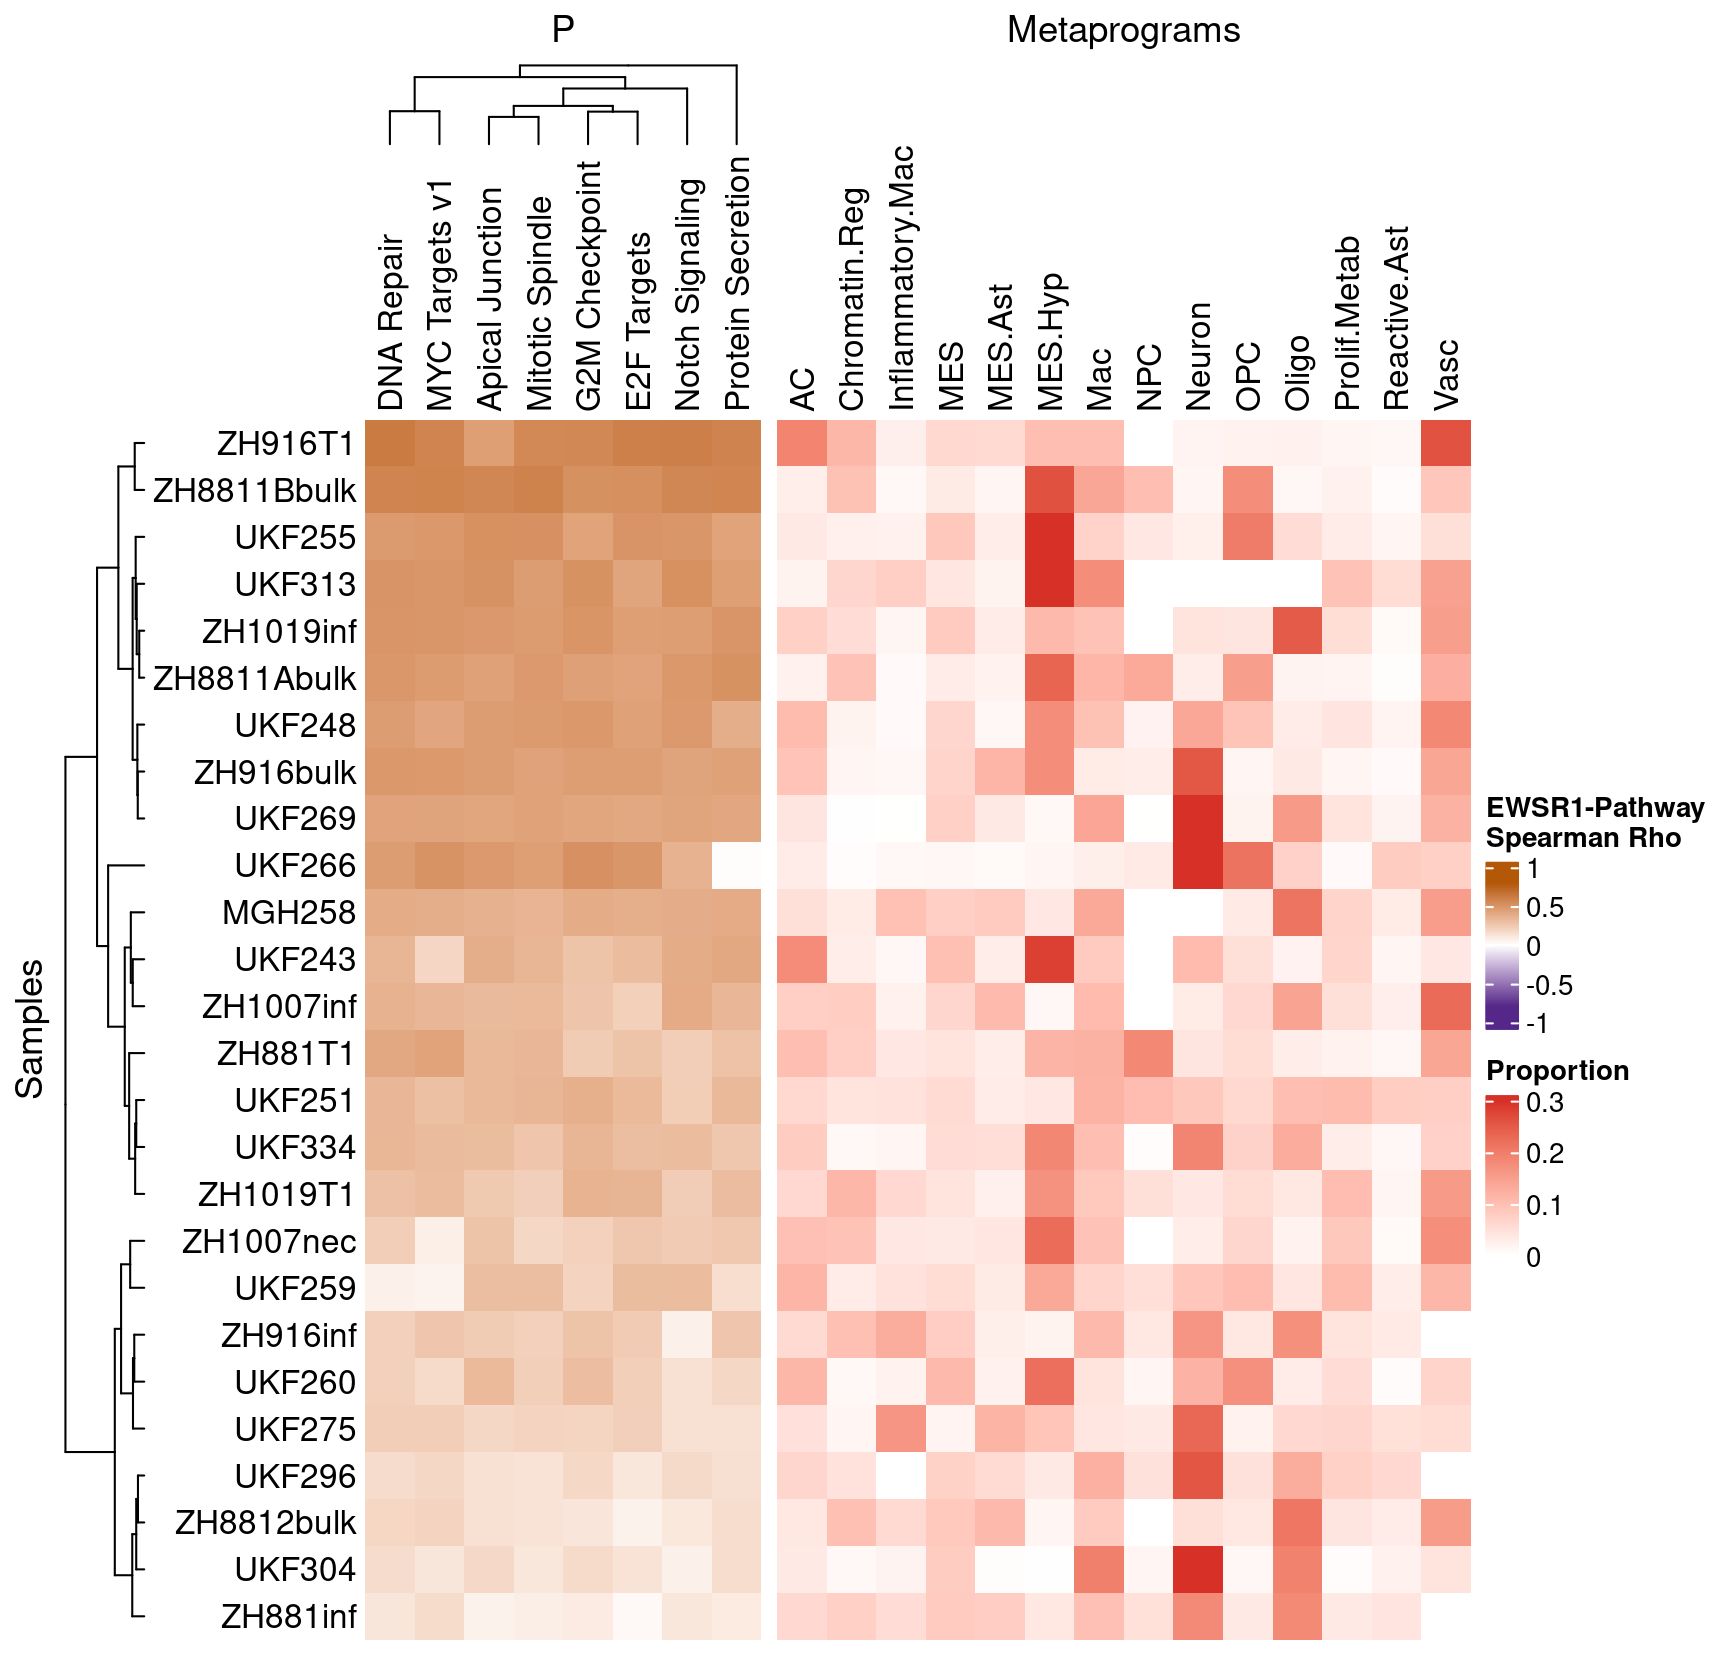 P
Metaprograms
DNA Repair
MYC Targets v1
Apical Junction
Mitotic Spindle
G2M Checkpoint
E2F Targets
Notch Signaling
Protein Secretion
AC
Chromatin.Reg
Inflammatory.Mac
MES
MES.Ast
MES.Hyp
Mac
NPC
Neuron
OPC
Oligo
Prolif.Metab
Reactive.Ast
Vasc
Samples
ZH916T1
ZH8811Bbulk
UKF255
UKF313
ZH1019inf
ZH8811Abulk
UKF248
ZH916bulk
UKF269
UKF266
MGH258
UKF243
ZH1007inf
ZH881T1
UKF251
UKF334
ZH1019T1
ZH1007nec
UKF259
ZH916inf
UKF260
UKF275
UKF296
ZH8812bulk
UKF304
ZH881inf
EWSR1-Pathway
Spearman Rho
1
0.5
0
-0.5
-1
Proportion
0.3
0.2
0.1
0